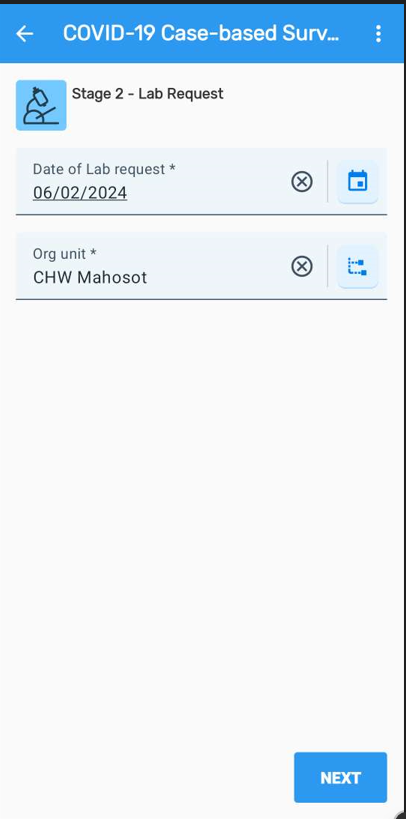 COVID-19 Case-based Surv...
Stage 2 - Lab Request
Date of Lab request *
06/02/2024
Org unit *
CHW Mahosot
NEXT